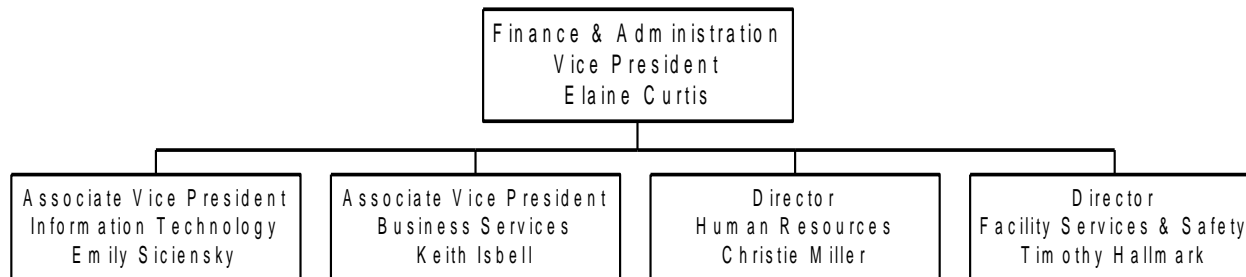 Finance & Administration
Vice President
Elaine Curtis
Associate Vice President
Information Technology
Emily Siciensky
Associate Vice President
Business Services
Keith Isbell
Director
Human Resources
Christie Miller
Director
Facility Services & Safety
Timothy Hallmark